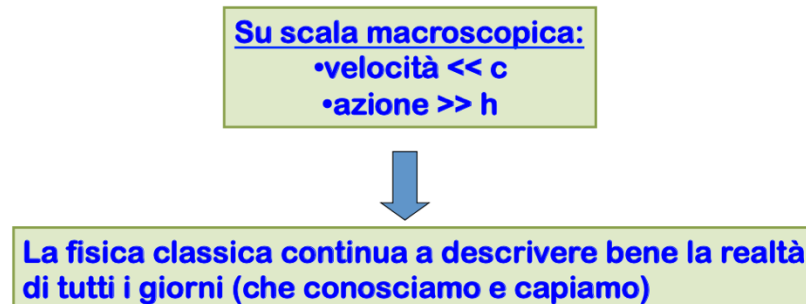 Su scala macroscopica:
•velocità << c
•azione >> h
La fisica classica continua a descrivere bene la realtà
di tutti i giorni (che conosciamo e capiamo)